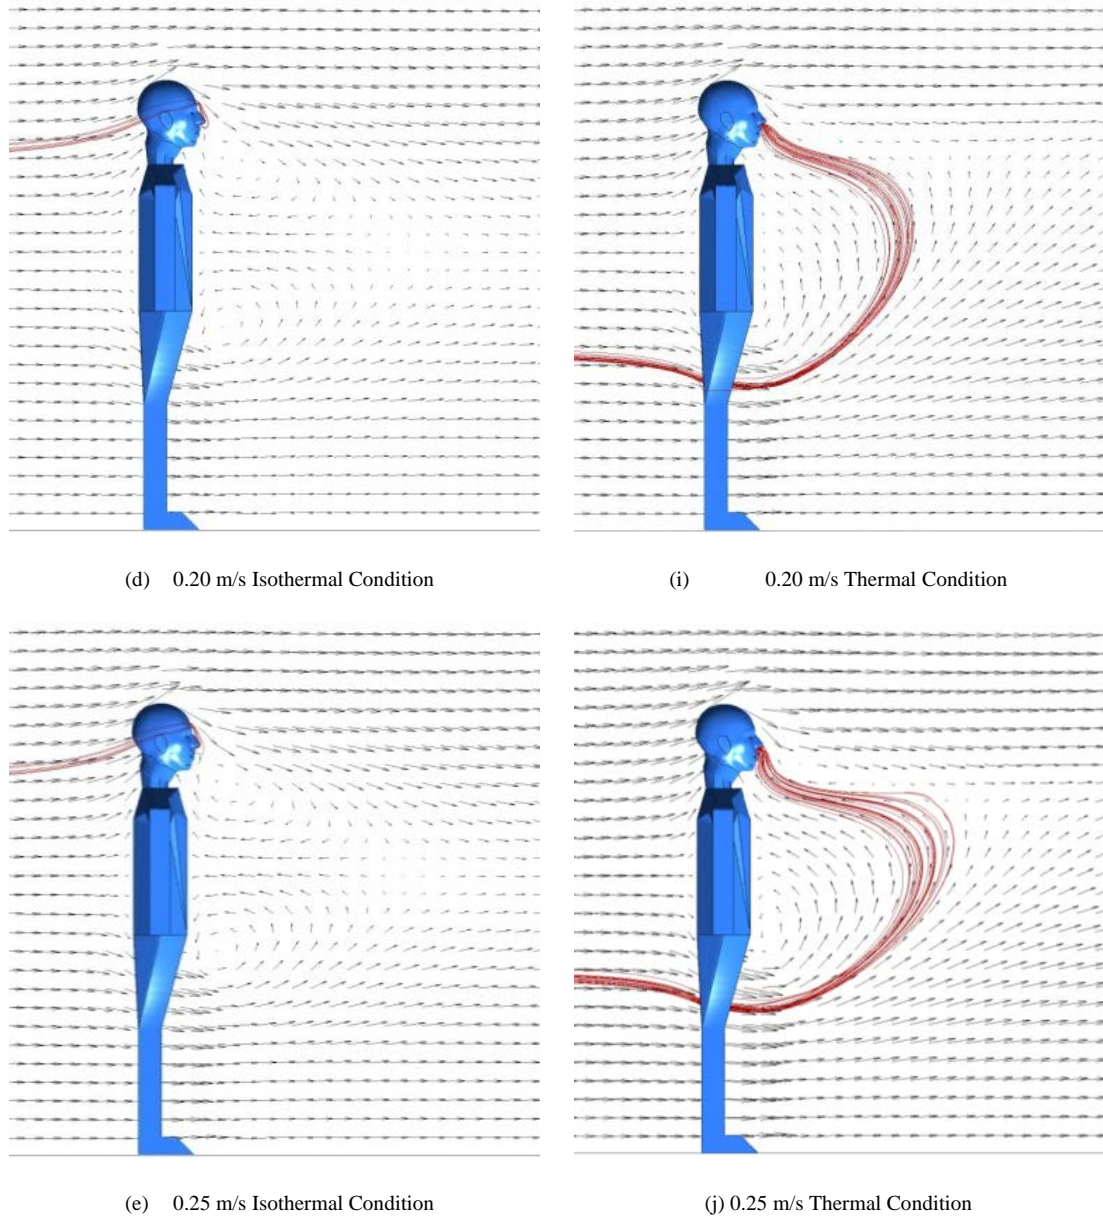 (d) 0.20 m/s Isothermal Condition
(i) 0.20 m/s Thermal Condition
(e) 0.25 m/s Isothermal Condition
(j) 0.25 m/s Thermal Condition